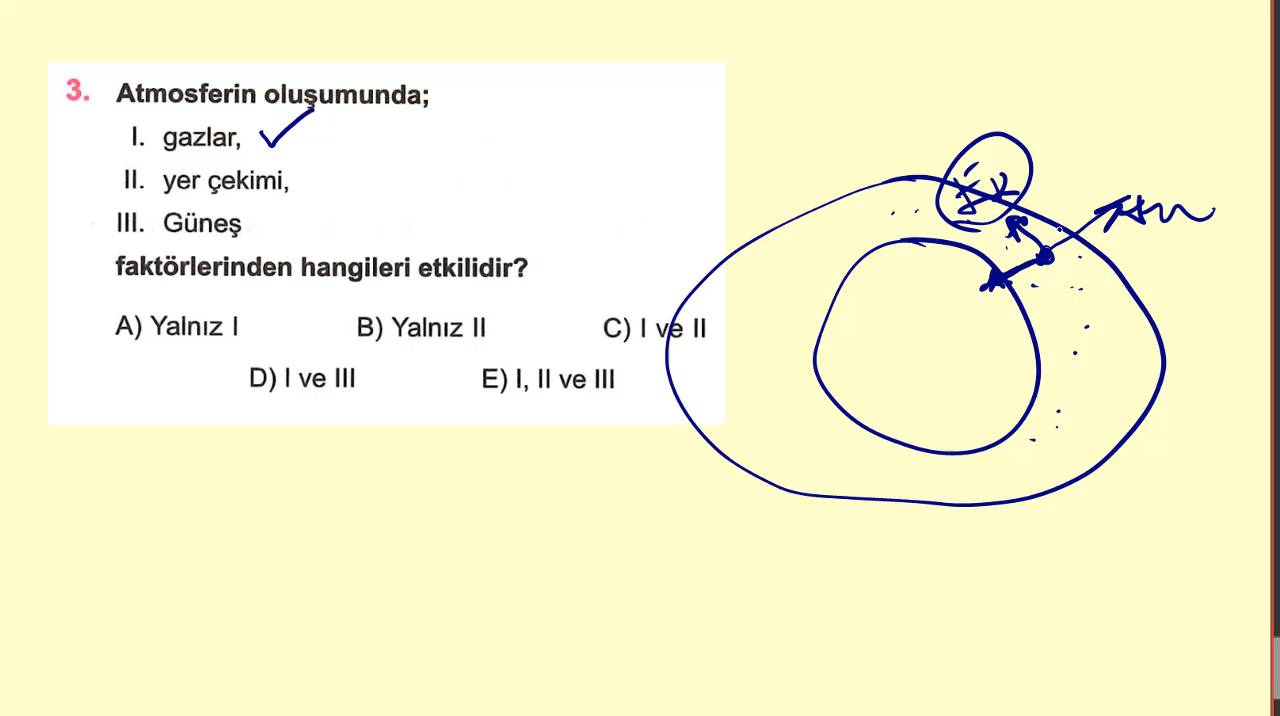 3. Atmosferin oluşumunda;
I. gazlar,
II. yer çekimi,
III. Güneş
faktörlerinden hangileri etkilidir?
A) Yalnız I B) Yalnız II C) I ve II
D) I ve III E) I, II ve III